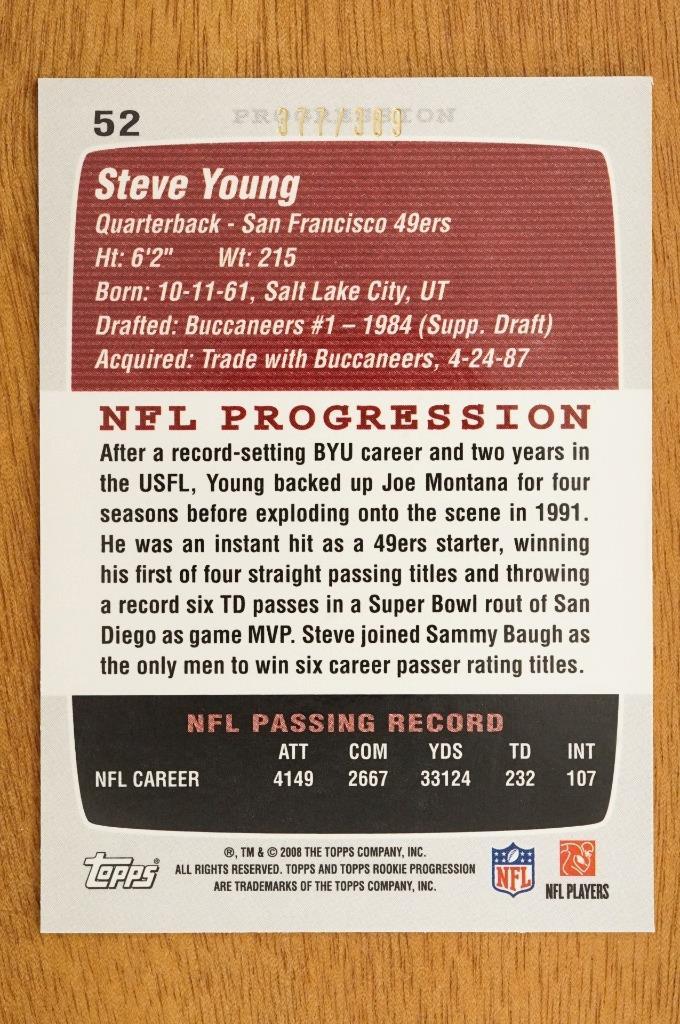 52 PROGRESSION
377/389
Steve Young
Quarterback - San Francisco 49ers
Ht: 6'2" Wt: 215
Born: 10-11-61, Salt Lake City, UT
Drafted: Buccaneers #1 – 1984 (Supp. Draft)
Acquired: Trade with Buccaneers, 4-24-87
NFL PROGRESSION
After a record-setting BYU career and two years in
the USFL, Young backed up Joe Montana for four
seasons before exploding onto the scene in 1991.
He was an instant hit as a 49ers starter, winning
his first of four straight passing titles and throwing
a record six TD passes in a Super Bowl rout of San
Diego as game MVP. Steve joined Sammy Baugh as
the only men to win six career passer rating titles.
NFL PASSING RECORD
ATT COM YDS TD INT
NFL CAREER 4149 2667 33124 232 107
Topps®
®, TM & © 2008 THE TOPPS COMPANY, INC.
ALL RIGHTS RESERVED. TOPPS AND TOPPS ROOKIE PROGRESSION
ARE TRADEMARKS OF THE TOPPS COMPANY, INC.
NFL
NFL PLAYERS